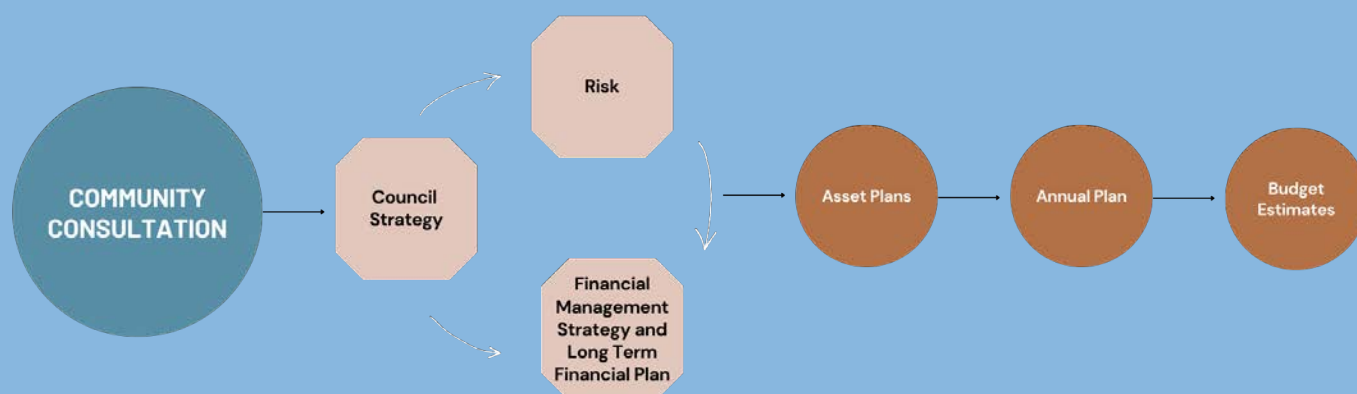 COMMUNITY
CONSULTATION
Council
Strategy
Risk
Financial
Management
Strategy and
Long Term
Financial Plan
Asset Plans
Annual Plan
Budget
Estimates